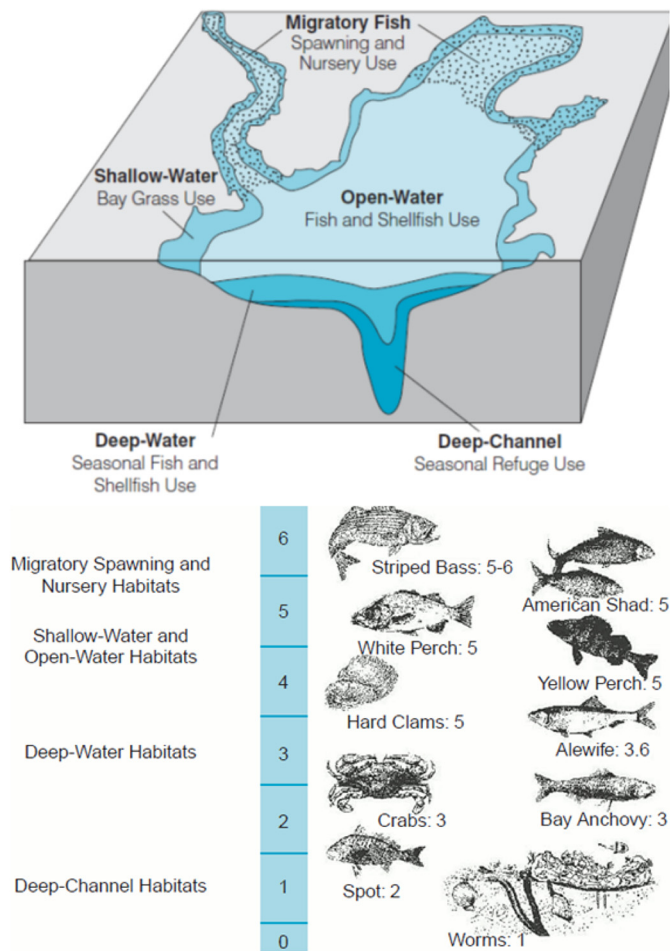 Migratory Fish
Spawning and
Nursery Use
Shallow-Water
Bay Grass Use
Open-Water
Fish and Shellfish Use
Deep-Water
Seasonal Fish and
Shellfish Use
Deep-Channel
Seasonal Refuge Use
Migratory Spawning and
Nursery Habitats
Shallow-Water and
Open-Water Habitats
Deep-Water Habitats
Deep-Channel Habitats
6
5
4
3
2
1
0
Striped Bass: 5-6
American Shad: 5
White Perch: 5
Yellow Perch: 5
Hard Clams: 5
Alewife: 3.6
Crabs: 3
Bay Anchovy: 3
Spot: 2
Worms: 1